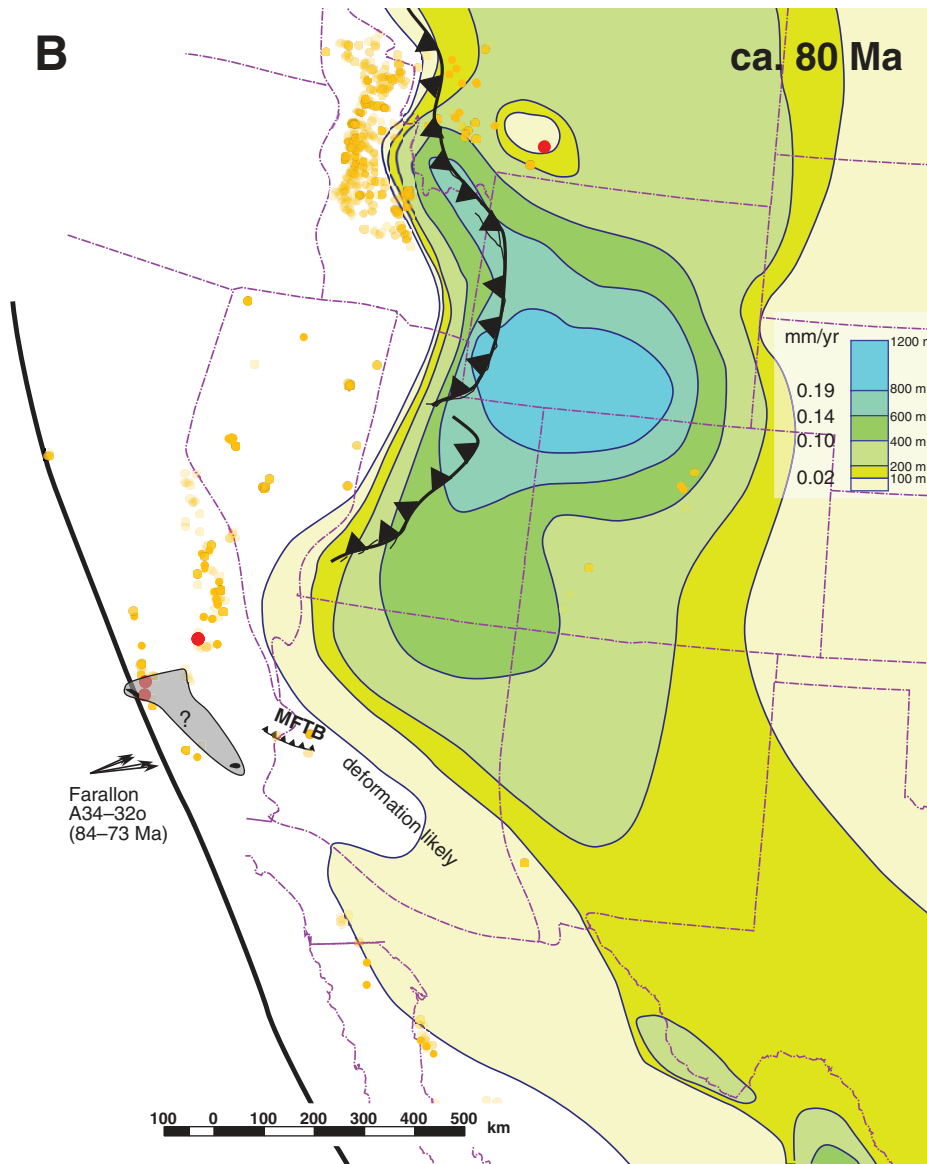 B
ca. 80 Ma
mm/yr
1200 m
0.19
800 m
0.14
600 m
0.10
400 m
200 m
0.02
100 m
?
MFTB
deformation likely
Farallon
A34–32o
(84–73 Ma)
100 0 100 200 300 400 500
km